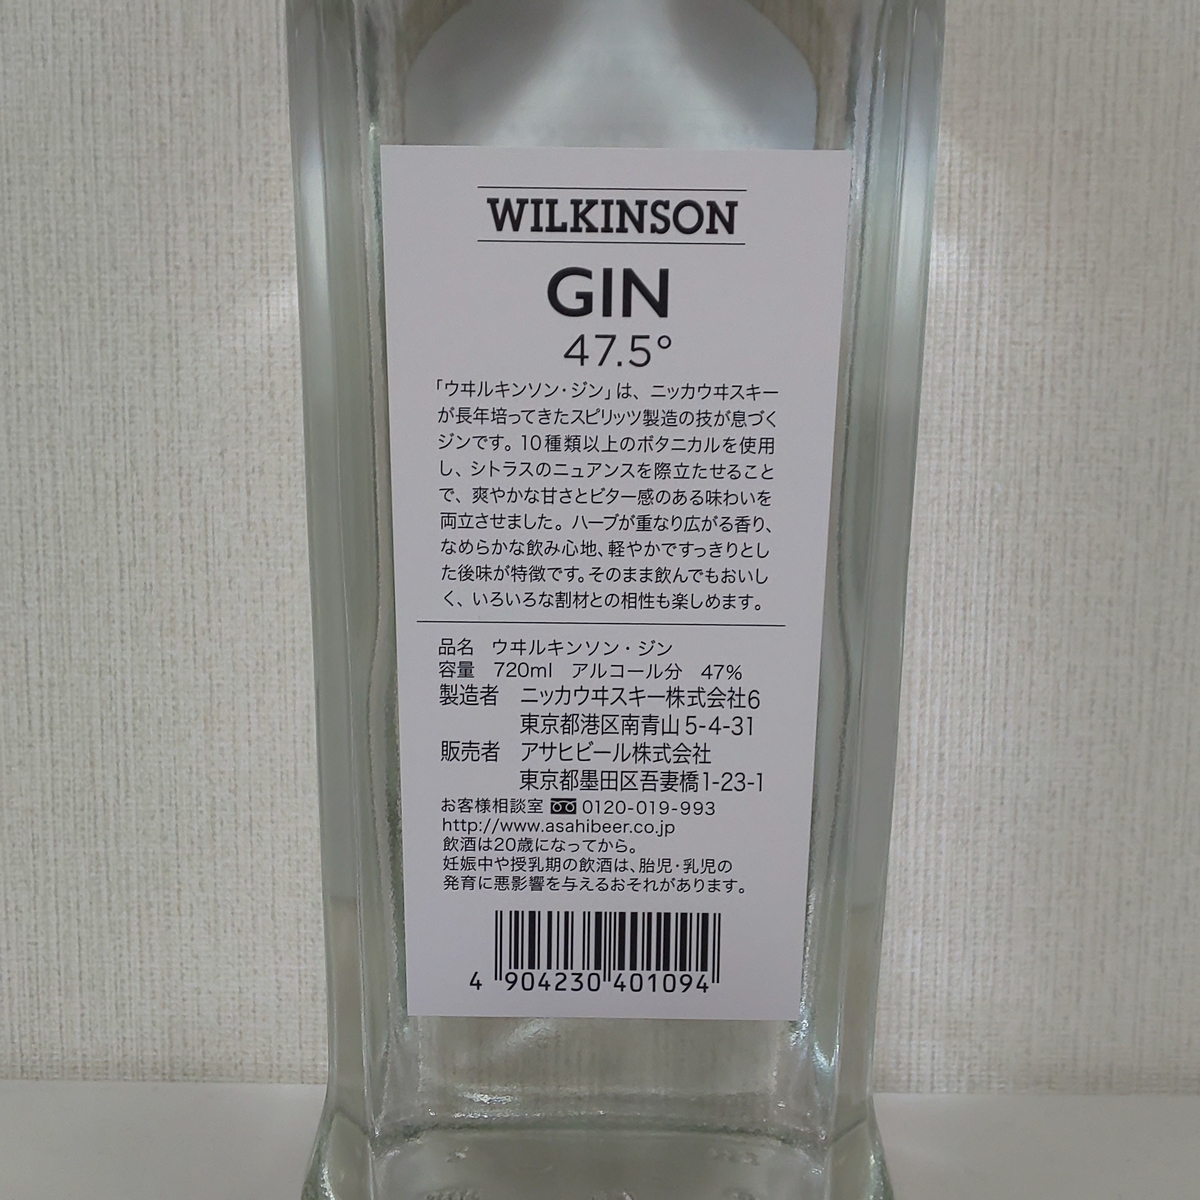 WILKINSON
GIN
47.5°
「ウヰルキンソン・ジン」は、ニッカウヰスキー
が長年培ってきたスピリッツ製造の技が息づく
ジンです。10種類以上のボタニカルを使用
し、シトラスのニュアンスを際立たせること
で、爽やかな甘さとビター感のある味わいを
両立させました。ハーブが重なり広がる香り、
なめらかな飲み心地、軽やかですっきりとし
た後味が特徴です。そのまま飲んでもおいし
く、いろいろな割材との相性も楽しめます。
品名 ウヰルキンソン・ジン
容量 720ml アルコール分 47%
製造者 ニッカウヰスキー株式会社6
東京都港区南青山5-4-31
販売者 アサヒビール株式会社
東京都墨田区吾妻橋1-23-1
お客様相談室 0120-019-993
http://www.asahibeer.co.jp
飲酒は20歳になってから。
妊娠中や授乳期の飲酒は、胎児・乳児の
発育に悪影響を与えるおそれがあります。
4 904230 401094